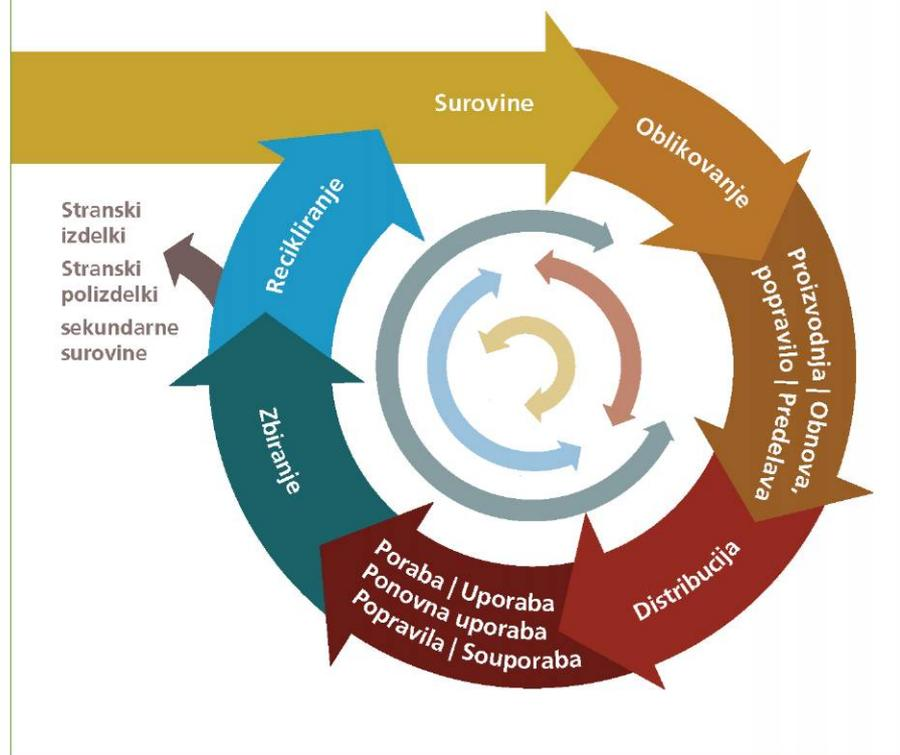 Surovine
Oblikovanje
Proizvodnja | Obnova,
popravilo | Predelava
Distribucija
Poraba | Uporaba
Ponovna uporaba
Popravila | Souporaba
Zbiranje
Recikliranje
Stranski
izdelki
Stranski
polizdelki
sekundarne
surovine